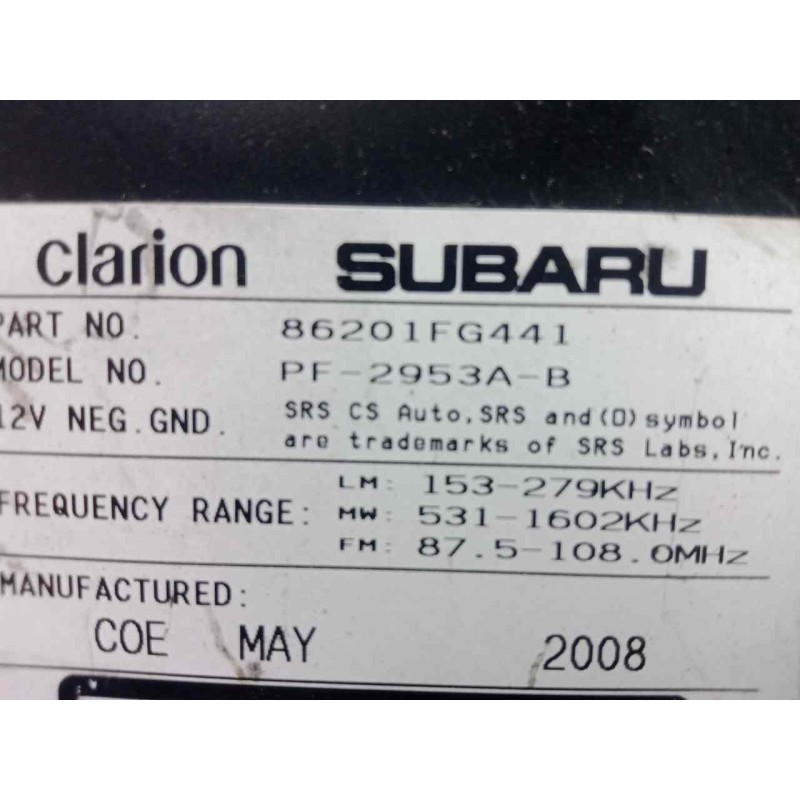 clarion SUBARU
PART NO. 86201FG441
MODEL NO. PF-2953A-B
12V NEG.GND. SRS CS Auto, SRS and (O) symbol
are trademarks of SRS Labs, Inc.
FREQUENCY RANGE: LM: 153-279KHz
MW: 531-1602KHz
FM: 87.5-108.0MHz
MANUFACTURED:
COE MAY 2008